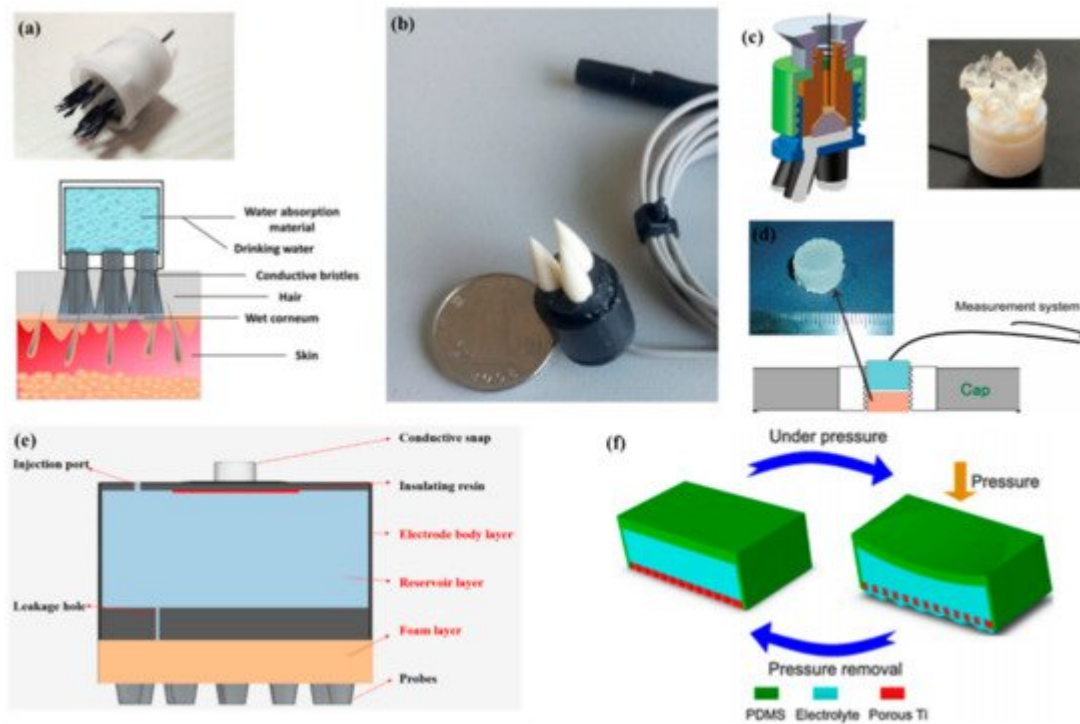 (a)
Water absorption
material
Drinking water
Conductive bristles
Hair
Wet corneum
Skin
(b)
(c)
(d)
Measurement system
Cap
(e)
Conductive snap
Injection port
Insulating resin
Electrode body layer
Reservoir layer
Leakage hole
Foam layer
Probes
(f)
Under pressure
Pressure
Pressure removal
PDMS Electrolyte Porous Ti